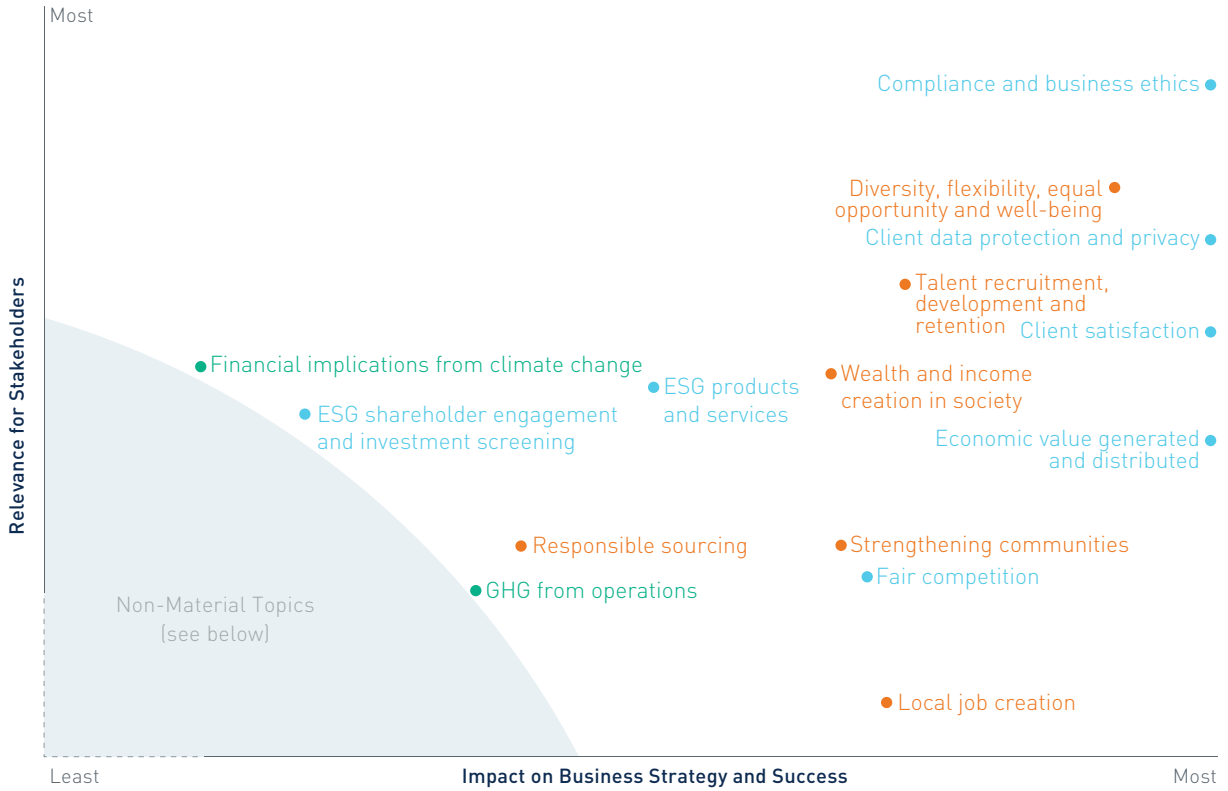 Most
Compliance and business ethics
Diversity, flexibility, equal
opportunity and well-being
Client data protection and privacy
Talent recruitment,
development and
retention
Client satisfaction
Financial implications from climate change
ESG products
and services
Wealth and income
creation in society
ESG shareholder engagement
and investment screening
Economic value generated
and distributed
Relevance for Stakeholders
Responsible sourcing
Strengthening communities
Fair competition
GHG from operations
Non-Material Topics
(see below)
Local job creation
Least
Impact on Business Strategy and Success
Most